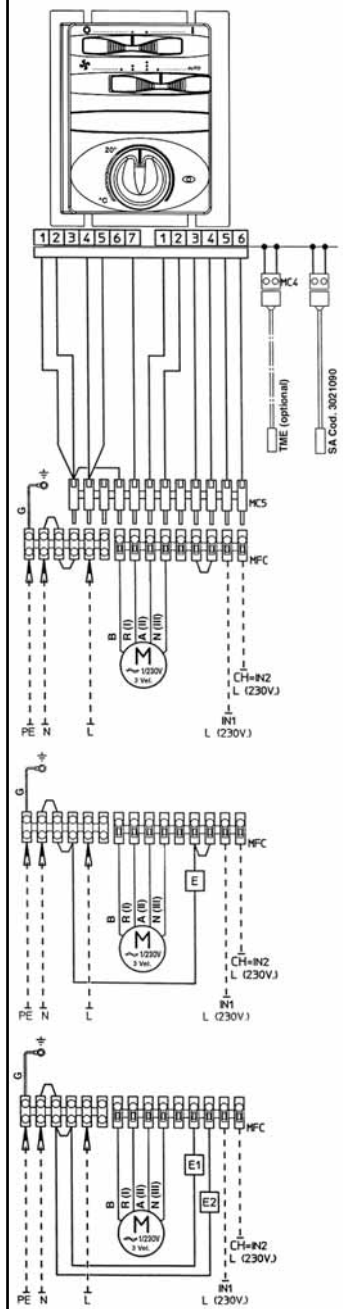 O I
AUTO
20°
°C
1 2 3 4 5 6 7 1 2 3 4 5 6
MC4
TME (optional)
SA Cod. 3021090
MC5
G
MFC
B
R (I)
A (II)
N (III)
M
~ 1/230V
3 Vel.
CH=IN2
L (230V.)
PE N L
IN1
L (230V.)
G
MFC
E
B
R (I)
A (II)
N (III)
M
~ 1/230V
3 Vel.
CH=IN2
L (230V.)
PE N L
IN1
L (230V.)
G
MFC
E1
E2
B
R (I)
A (II)
N (III)
M
~ 1/230V
3 Vel.
CH=IN2
L (230V.)
PE N L
IN1
L (230V.)